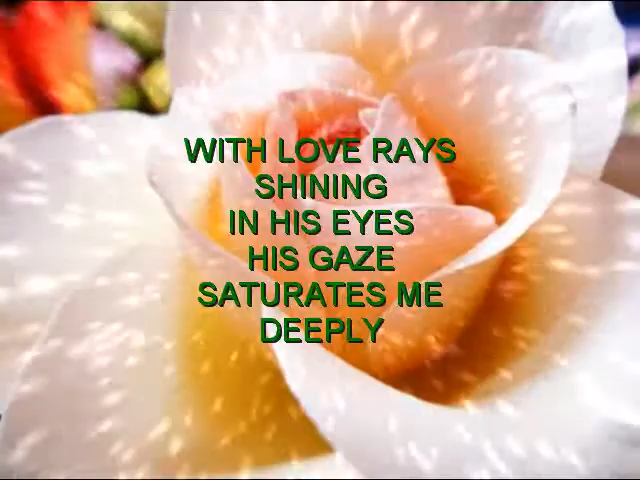 WITH LOVE RAYS
SHINING
IN HIS EYES
HIS GAZE
SATURATES ME
DEEPLY